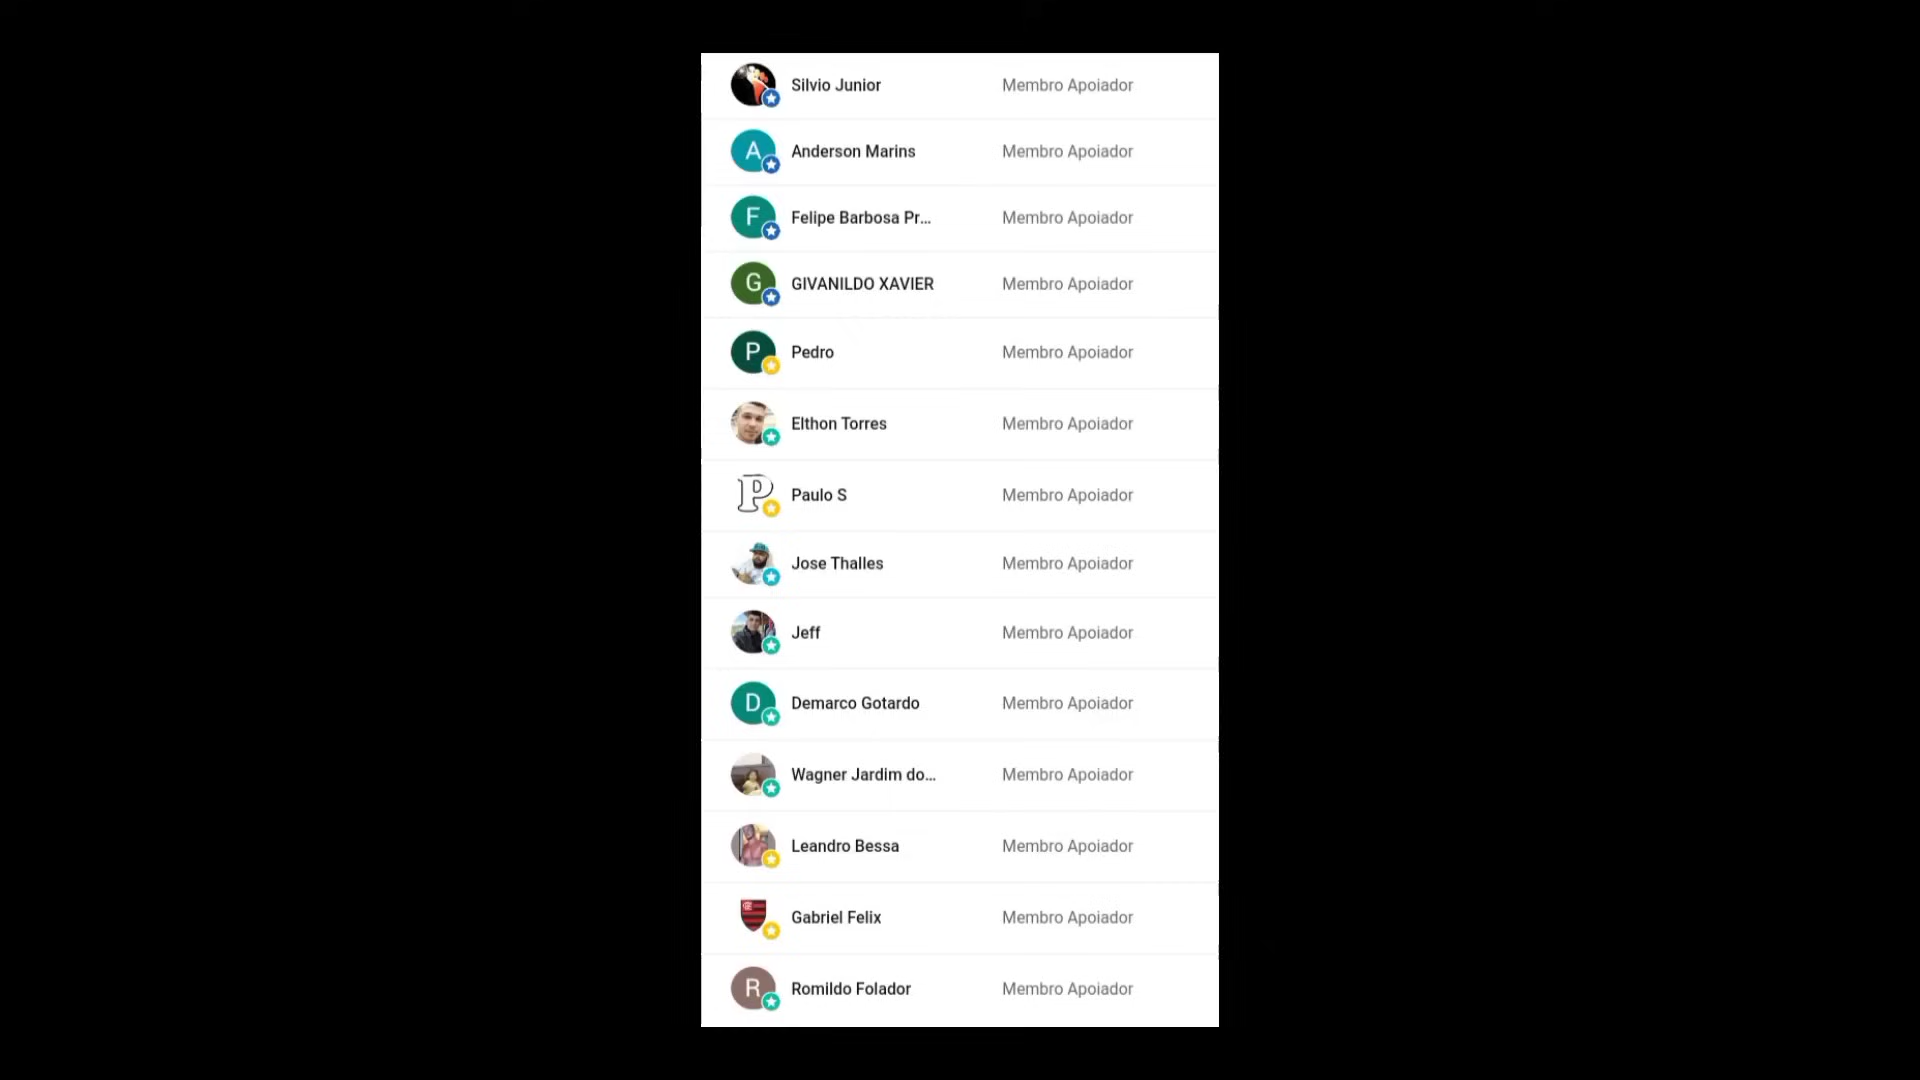 Silvio Junior Membro Apoiador
A Anderson Marins Membro Apoiador
F Felipe Barbosa Pr... Membro Apoiador
G GIVANILDO XAVIER Membro Apoiador
P Pedro Membro Apoiador
Elthon Torres Membro Apoiador
P Paulo S Membro Apoiador
Jose Thalles Membro Apoiador
Jeff Membro Apoiador
D Demarco Gotardo Membro Apoiador
Wagner Jardim do... Membro Apoiador
Leandro Bessa Membro Apoiador
Gabriel Felix Membro Apoiador
R Romildo Folador Membro Apoiador